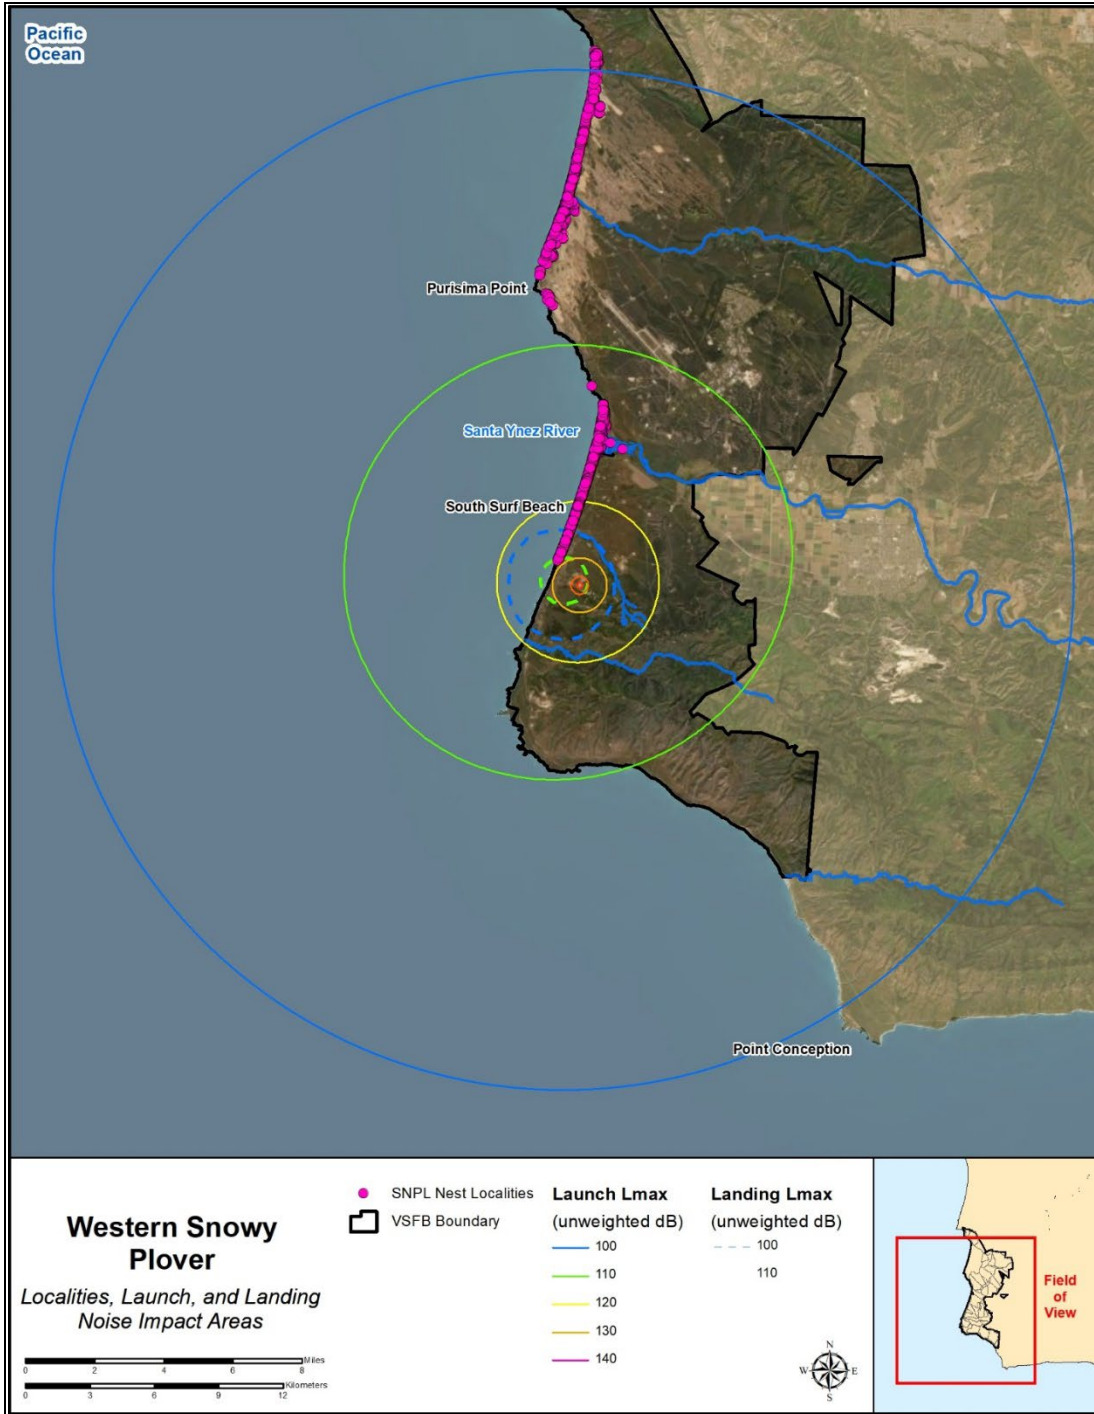 Pacific
Ocean
Purisima Point
Santa Ynez River
South Surf Beach
Point Conception
Western Snowy
Plover
Localities, Launch, and Landing
Noise Impact Areas
Miles
0 2 4 6 8
Kilometers
0 3 6 9 12
SNPL Nest Localities
VSFB Boundary
Launch Lmax
(unweighted dB)
100
110
120
130
140
Landing Lmax
(unweighted dB)
100
110
N
W E
S
Field
of
View